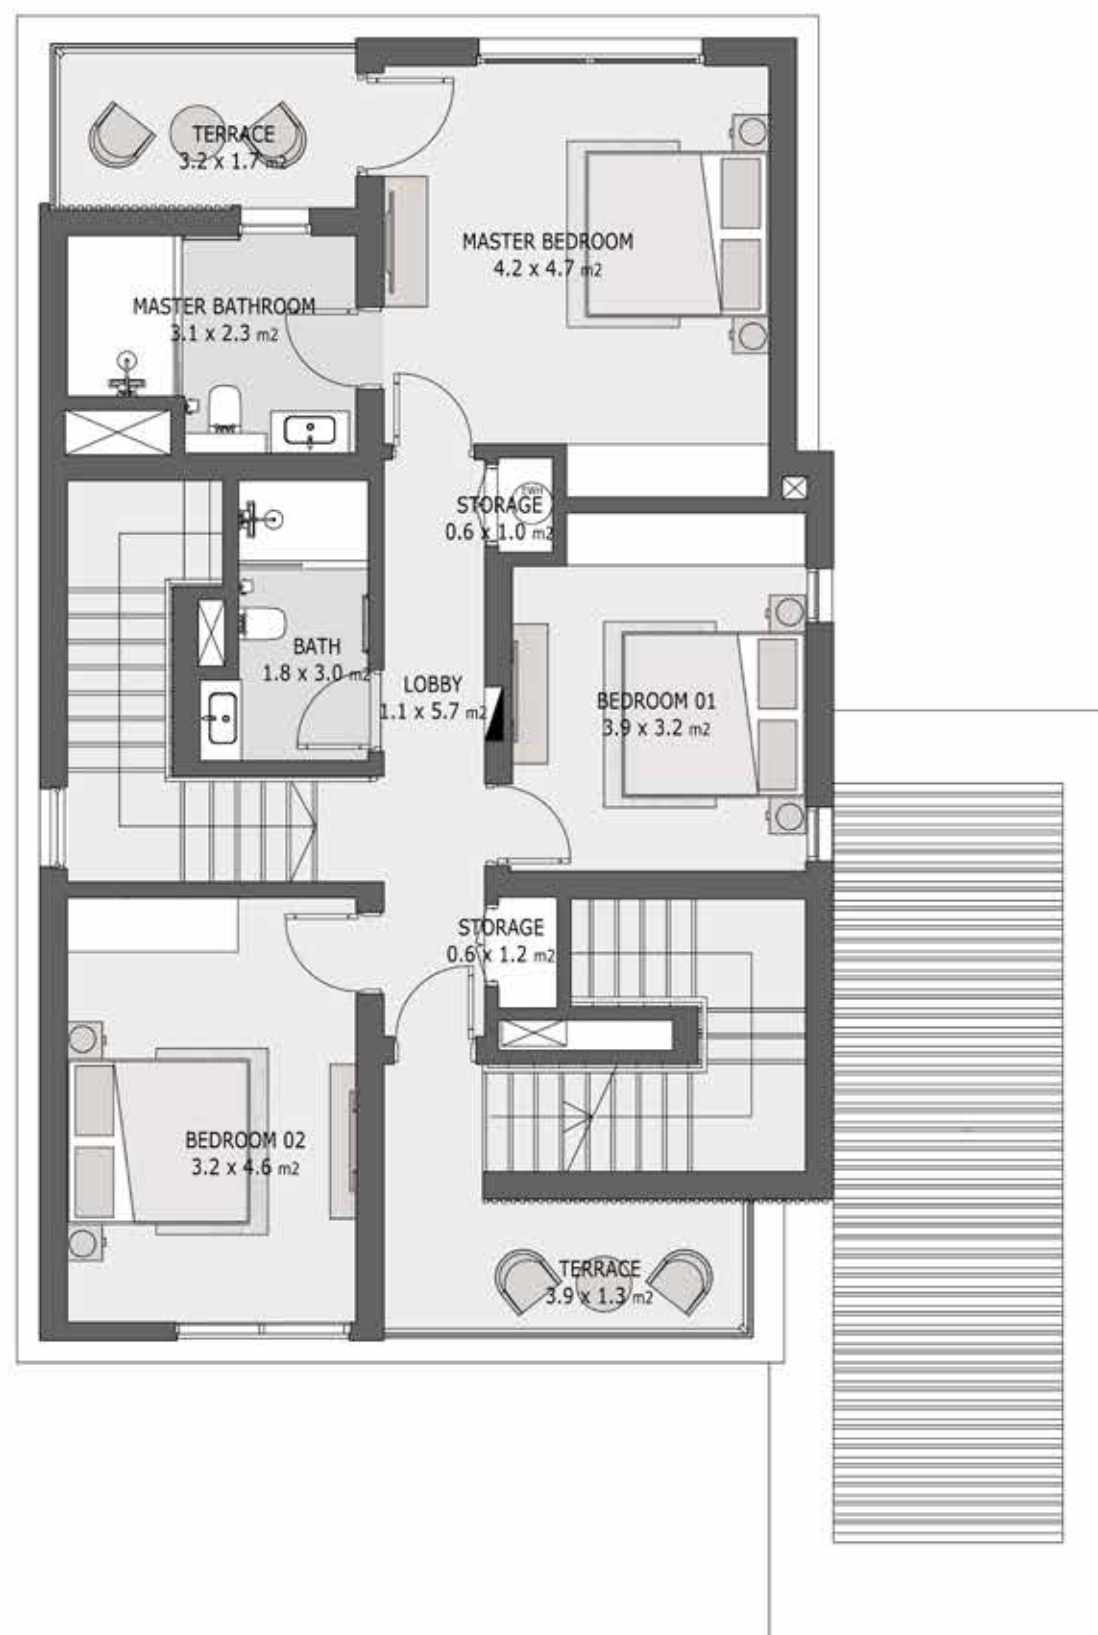 TERRACE
3.2 x 1.7 m2
MASTER BEDROOM
4.2 x 4.7 m2
MASTER BATHROOM
3.1 x 2.3 m2
EWH
STORAGE
0.6 x 1.0 m2
BATH
1.8 x 3.0 m2
LOBBY
1.1 x 5.7 m2
BEDROOM 01
3.9 x 3.2 m2
STORAGE
0.6 x 1.2 m2
BEDROOM 02
3.2 x 4.6 m2
TERRACE
3.9 x 1.3 m2